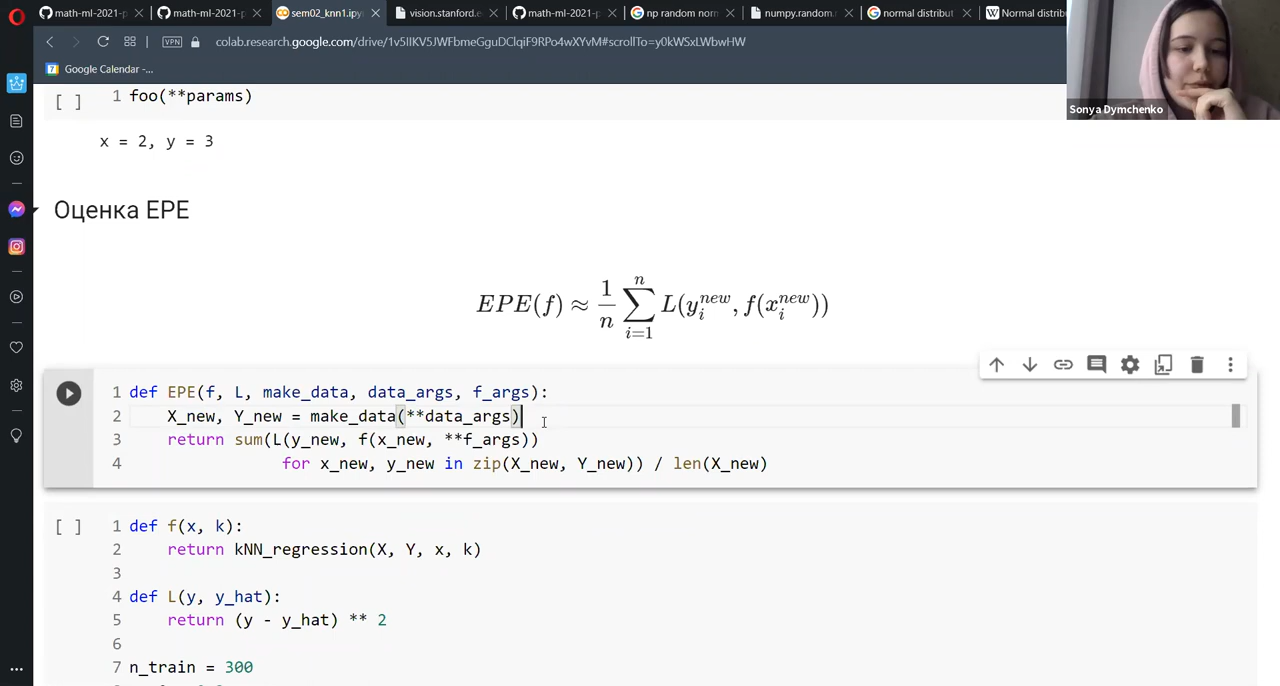 math-ml-2021-p
math-ml-2021-p
sem02_knn1.ipy
vision.stanford.e
math-ml-2021-p
np random norm
numpy.random.
normal distribut
Normal distrib
VPN
colab.research.google.com/drive/1v5IIKV5JWFbmeGguDClqiF9RPo4wXYvM#scrollTo=y0kWSxLWbwHW
7 Google Calendar -...
Sonya Dymchenko
[ ] 1 foo(**params)
x = 2, y = 3
Оценка EPE
EPE(f) ≈ 1/n ∑_{i=1}^{n} L(y_i^{new}, f(x_i^{new}))
1 def EPE(f, L, make_data, data_args, f_args):
2 X_new, Y_new = make_data(**data_args)
3 return sum(L(y_new, f(x_new, **f_args))
4 for x_new, y_new in zip(X_new, Y_new)) / len(X_new)
[ ] 1 def f(x, k):
2 return kNN_regression(X, Y, x, k)
3
4 def L(y, y_hat):
5 return (y - y_hat) ** 2
6
7 n_train = 300